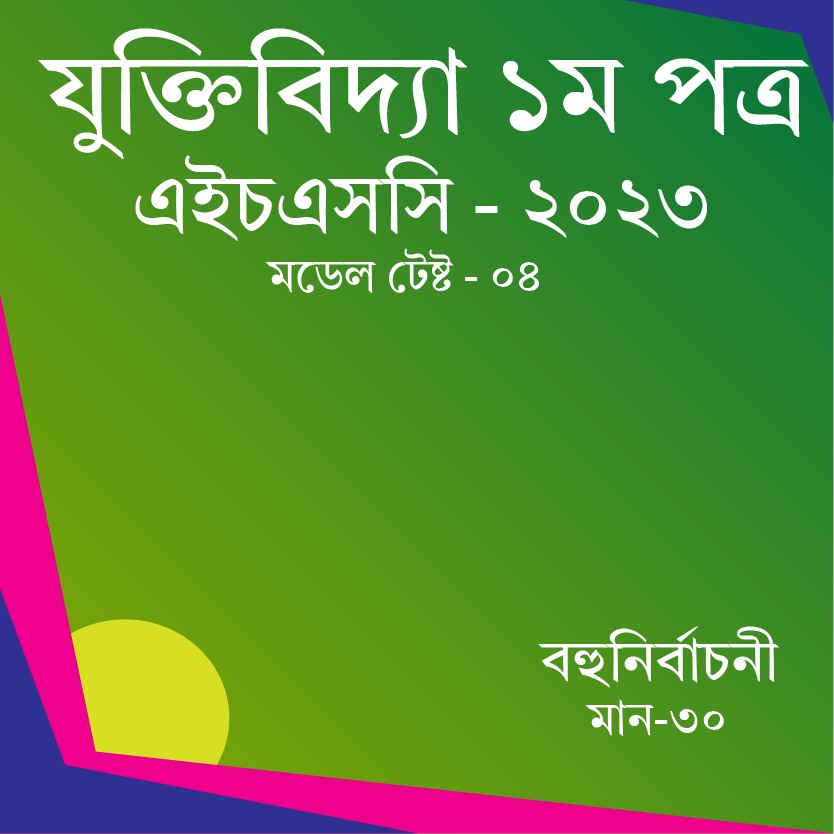 যুক্তিবিদ্যা ১ম পত্র
এইচএসসি - ২০২৩
মডেল টেষ্ট - ০৪
বহুনির্বাচনী
মান-৩০